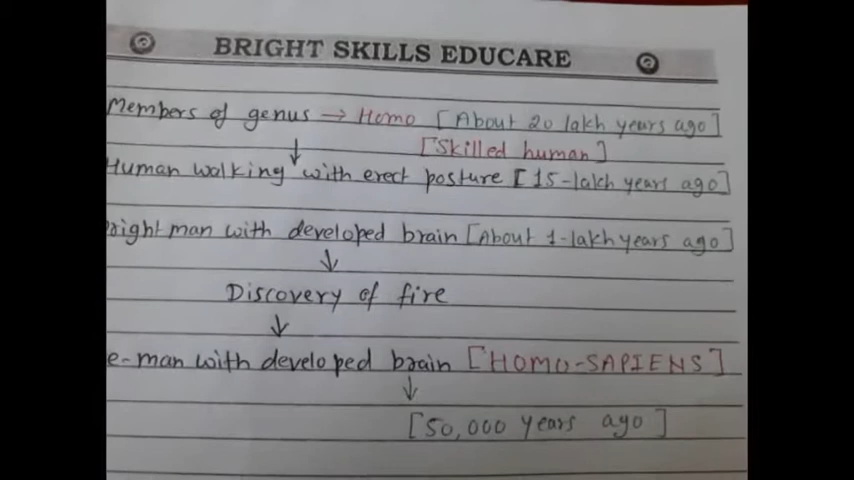 BRIGHT SKILLS EDUCARE
Members of genus → Homo [About 20 lakh years ago]
↓ [Skilled human]
Human walking with erect posture [15-lakh years ago]
right man with developed brain [About 1-lakh years ago]
↓
Discovery of fire
↓
e-man with developed brain [HOMO-SAPIENS]
↓
[50,000 years ago]